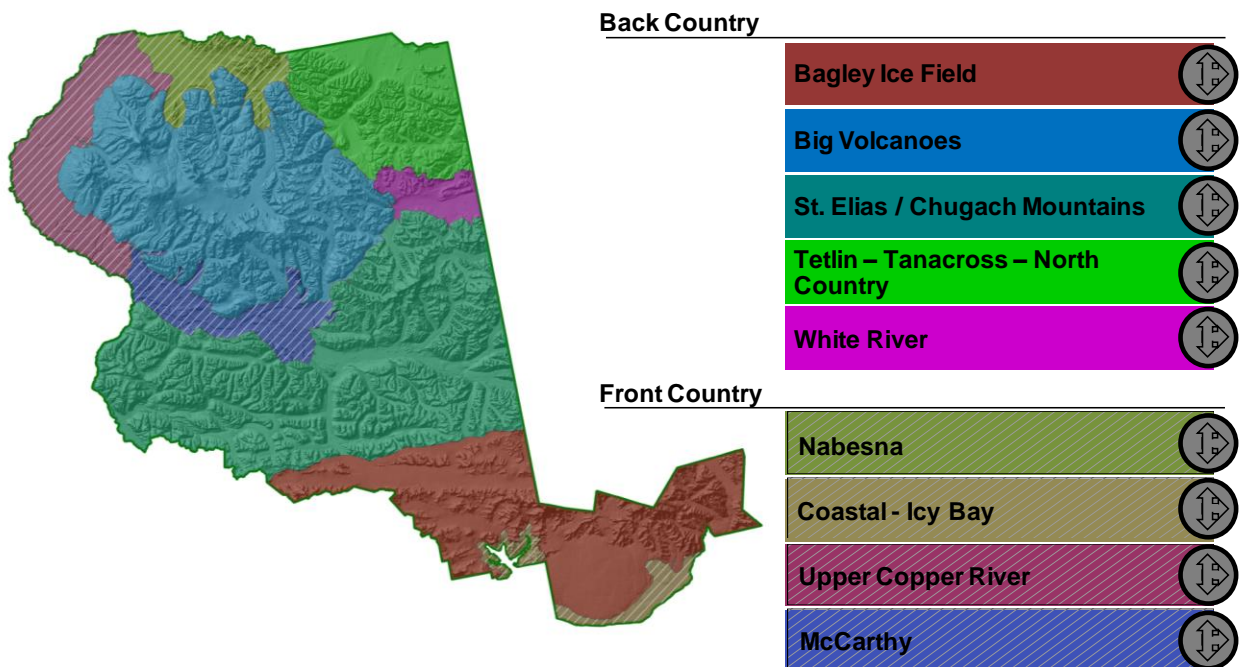 Back Country
Bagley Ice Field
Big Volcanoes
St. Elias / Chugach Mountains
Tetlin – Tanacross – North
Country
White River
Front Country
Nabesna
Coastal - Icy Bay
Upper Copper River
McCarthy